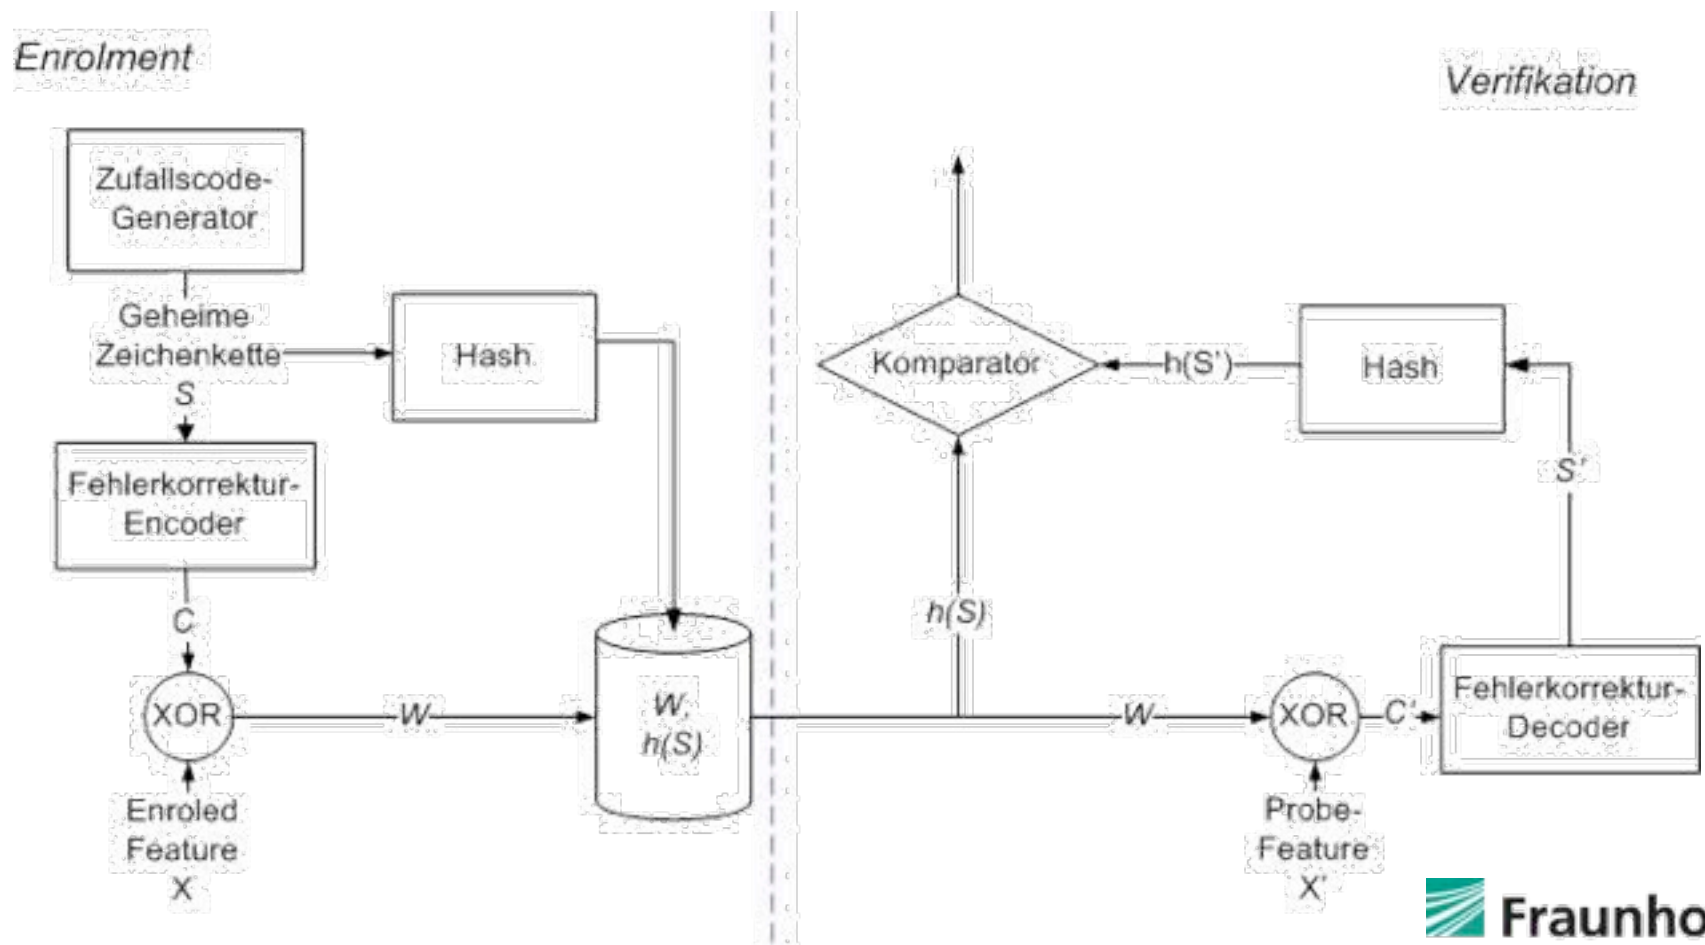 Enrolment
Verifikation
Zufallscode-
Generator
Geheime
Zeichenkette
S
Hash
Fehlerkorrektur-
Encoder
C
XOR
W
Enroled
Feature
X
W,
h(S)
Komparator
h(S')
Hash
S'
h(S)
W
XOR
C'
Fehlerkorrektur-
Decoder
Probe-
Feature
X'
Fraunho